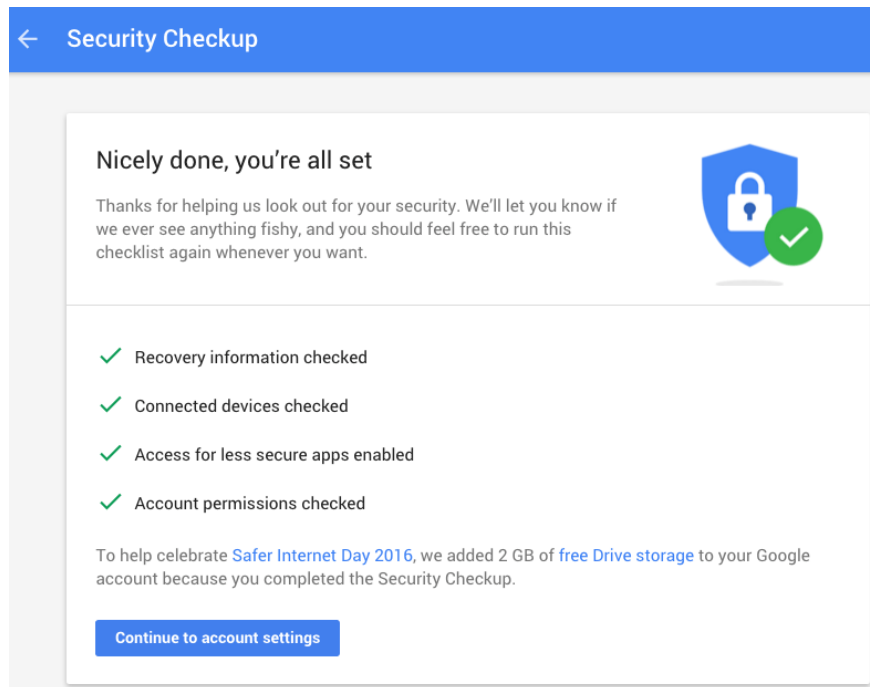 Security Checkup
Nicely done, you're all set
Thanks for helping us look out for your security. We'll let you know if
we ever see anything fishy, and you should feel free to run this
checklist again whenever you want.
Recovery information checked
Connected devices checked
Access for less secure apps enabled
Account permissions checked
To help celebrate Safer Internet Day 2016, we added 2 GB of free Drive storage to your Google
account because you completed the Security Checkup.
Continue to account settings